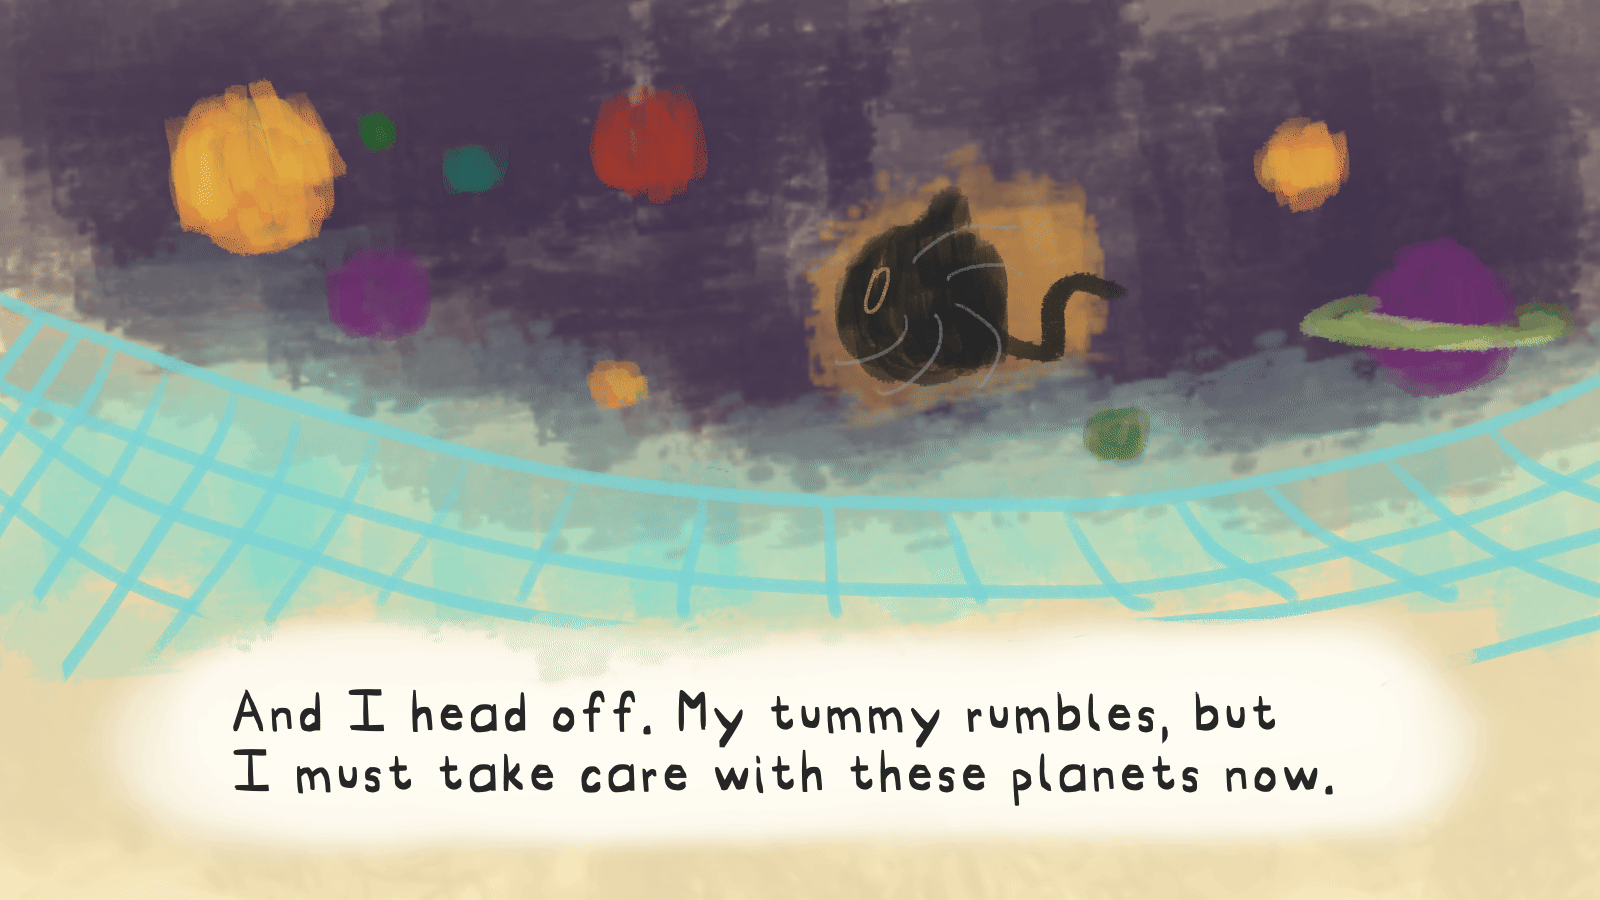 And I head off. My tummy rumbles, but
I must take care with these planets now.